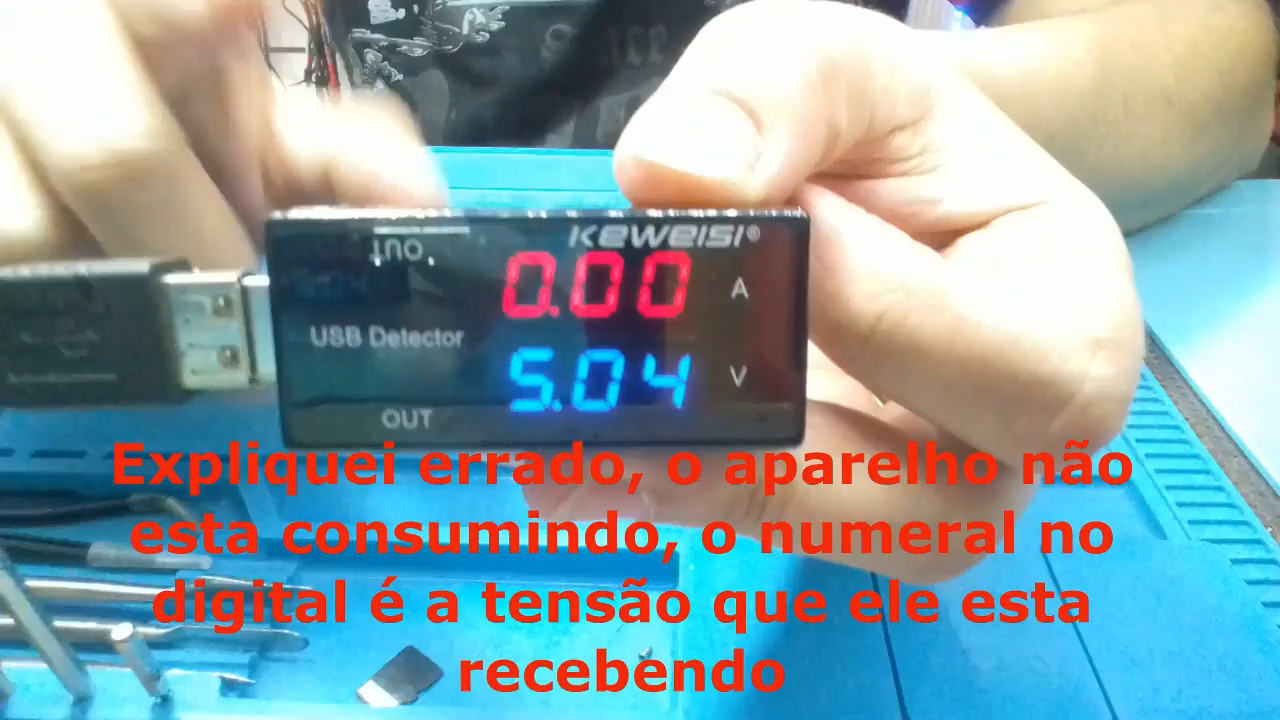 OUT
KEWEISI®
0.00 A
USB Detector
5.04 V
OUT
Expliquei errado, o aparelho não
esta consumindo, o numeral no
digital é a tensão que ele esta
recebendo